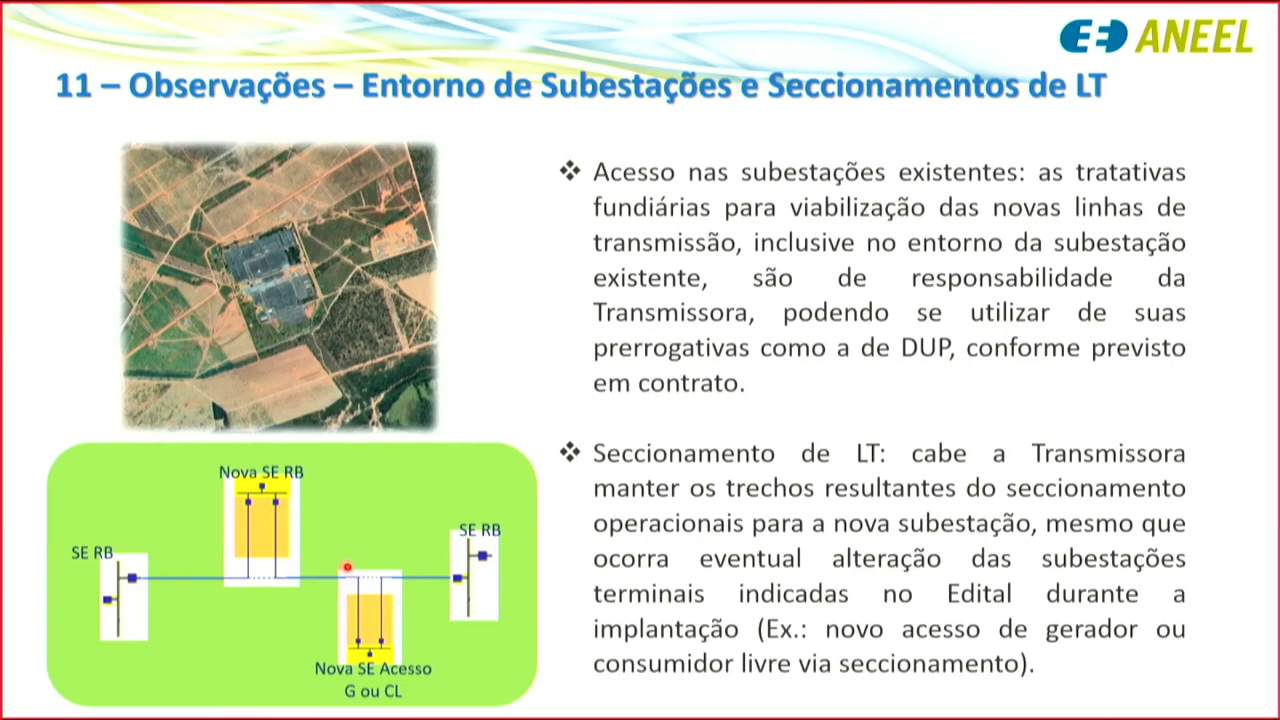 ANEEL
11 – Observações – Entorno de Subestações e Seccionamentos de LT
❖ Acesso nas subestações existentes: as tratativas
fundiárias para viabilização das novas linhas de
transmissão, inclusive no entorno da subestação
existente, são de responsabilidade da
Transmissora, podendo se utilizar de suas
prerrogativas como a de DUP, conforme previsto
em contrato.
❖ Seccionamento de LT: cabe a Transmissora
manter os trechos resultantes do seccionamento
operacionais para a nova subestação, mesmo que
ocorra eventual alteração das subestações
terminais indicadas no Edital durante a
implantação (Ex.: novo acesso de gerador ou
consumidor livre via seccionamento).
Nova SE RB
SE RB
SE RB
Nova SE Acesso
G ou CL